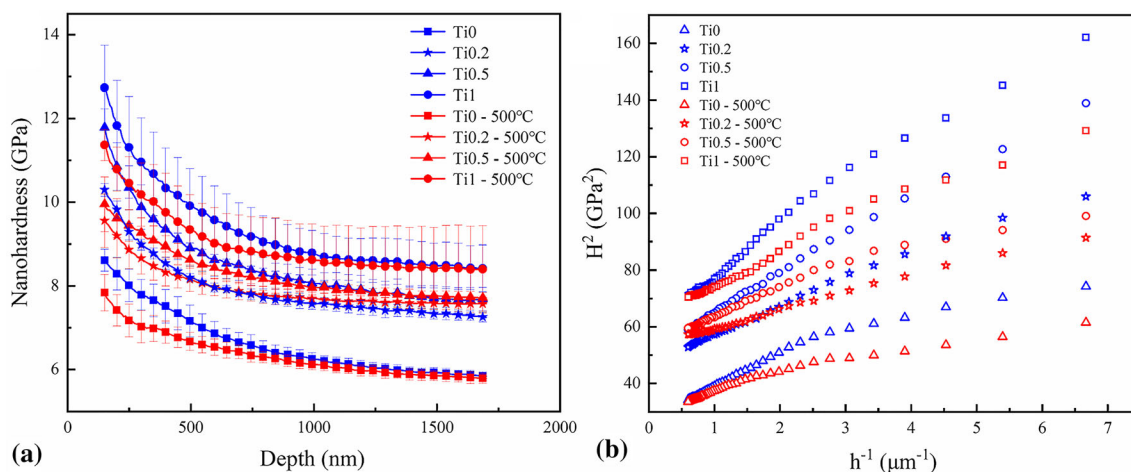 14
12
10
8
6
Nanohardness (GPa)
Ti0
Ti0.2
Ti0.5
Ti1
Ti0 - 500℃
Ti0.2 - 500℃
Ti0.5 - 500℃
Ti1 - 500℃
0
500
1000
1500
2000
Depth (nm)
(a)
160
140
120
100
80
60
40
H² (GPa²)
Ti0
Ti0.2
Ti0.5
Ti1
Ti0 - 500℃
Ti0.2 - 500℃
Ti0.5 - 500℃
Ti1 - 500℃
0
1
2
3
4
5
6
7
h⁻¹ (μm⁻¹)
(b)